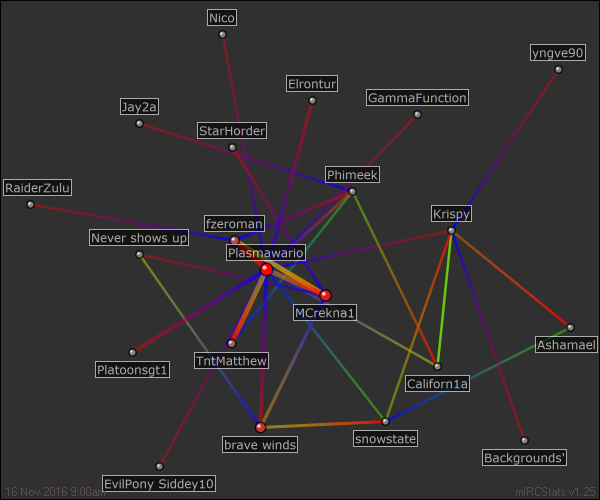 Nico
yngve90
Elrontur
GammaFunction
Jay2a
StarHorder
Phimeek
RaiderZulu
Krispy
fzeroman
Never shows up
Plasmawario
MCrekna1
Ashamael
TntMatthew
Platoonsgt1
Californ1a
snowstate
brave winds
Backgrounds'
EvilPony Siddey10
16 Nov 2016 9:00am
mIRCStats v1.25